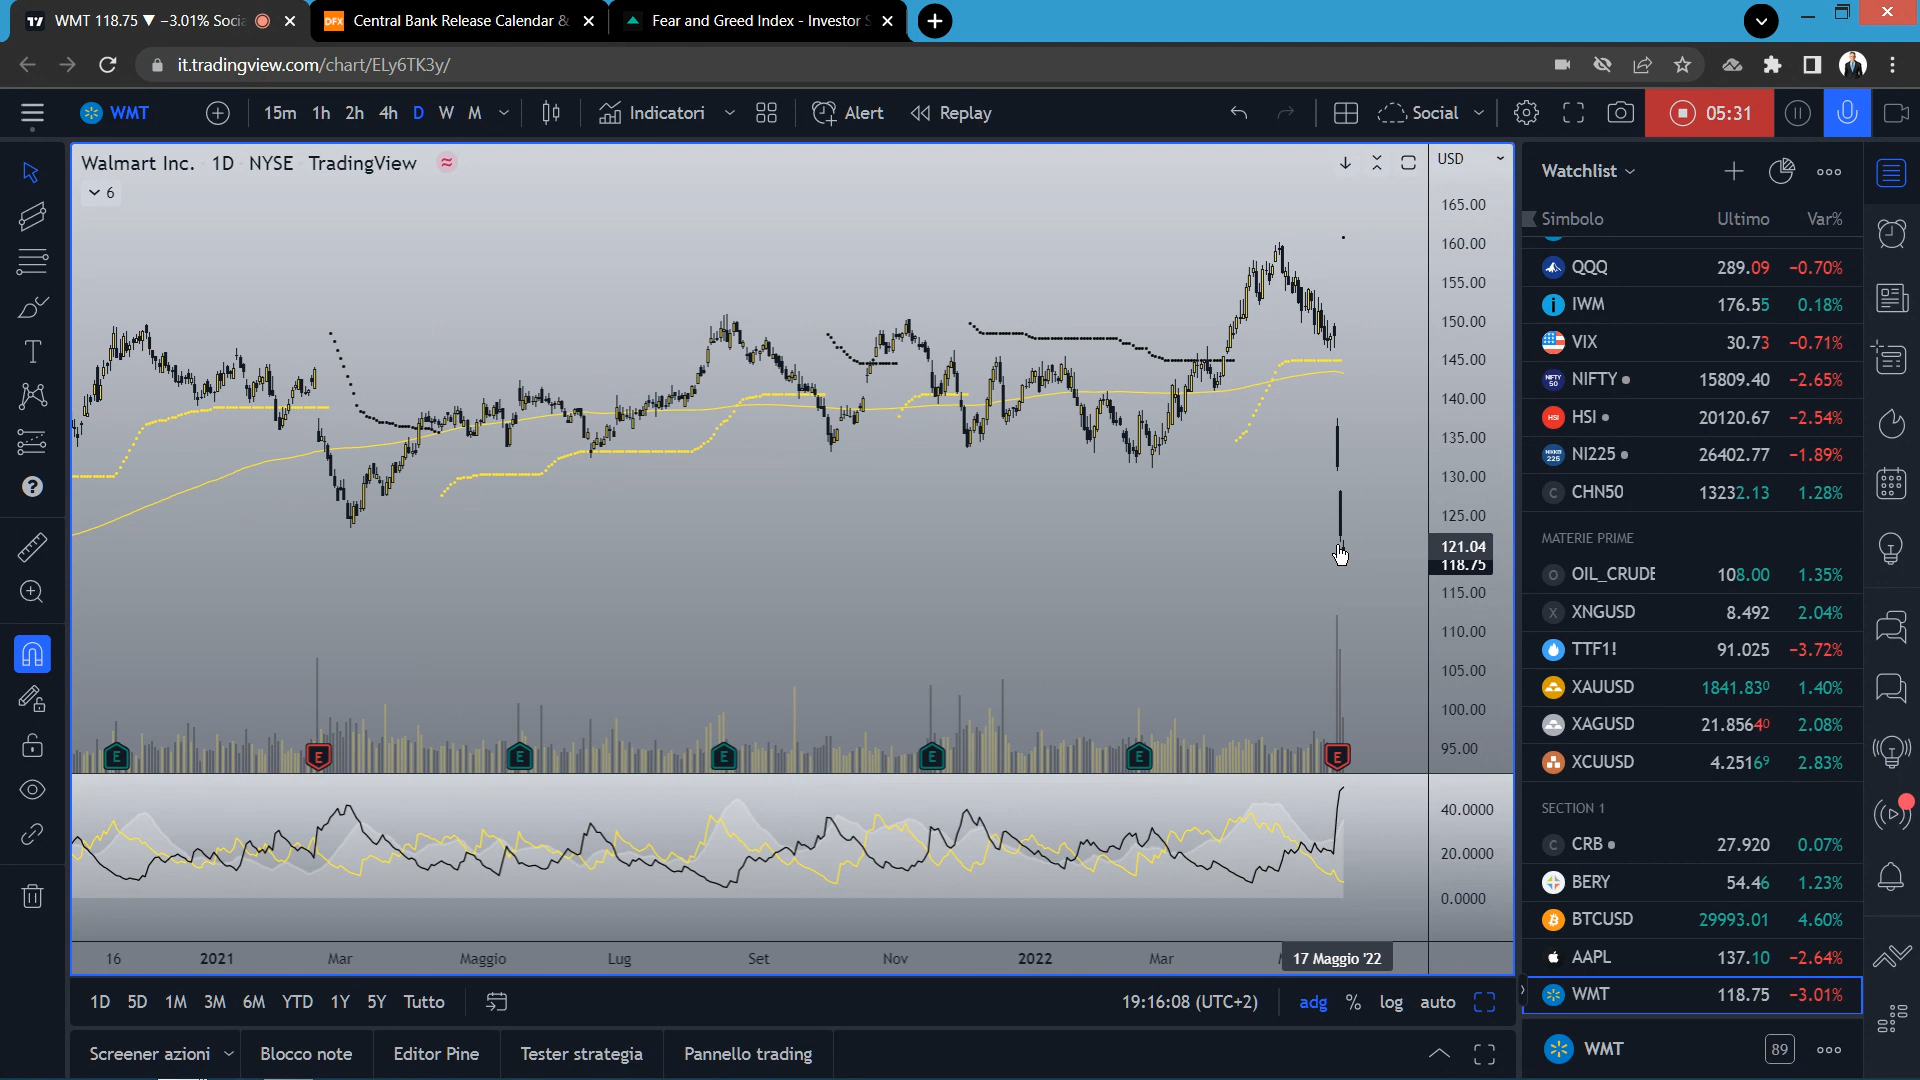 WMT 118.75 ▼ −3.01% Soci
Central Bank Release Calendar &
Fear and Greed Index - Investor S
it.tradingview.com/chart/ELy6TK3y/
WMT
15m 1h 2h 4h D W M
Indicatori
Alert
Replay
Social
05:31
Walmart Inc. 1D NYSE TradingView
6
USD
165.00
160.00
155.00
150.00
145.00
140.00
135.00
130.00
125.00
121.04
118.75
115.00
110.00
105.00
100.00
95.00
E E E E E E E
40.0000
20.0000
0.0000
16 2021 Mar Maggio Lug Set Nov 2022 Mar 17 Maggio '22
1D 5D 1M 3M 6M YTD 1Y 5Y Tutto
19:16:08 (UTC+2) adg % log auto
Screener azioni Blocco note Editor Pine Tester strategia Pannello trading
Watchlist
Simbolo Ultimo Var%
QQQ 289.09 −0.70%
IWM 176.55 0.18%
VIX 30.73 −0.71%
NIFTY 15809.40 −2.65%
HSI 20120.67 −2.54%
NI225 26402.77 −1.89%
CHN50 13232.13 1.28%
MATERIE PRIME
OIL_CRUDE 108.00 1.35%
XNGUSD 8.492 2.04%
TTF1! 91.025 −3.72%
XAUUSD 1841.830 1.40%
XAGUSD 21.85640 2.08%
XCUUSD 4.25169 2.83%
SECTION 1
CRB 27.920 0.07%
BERY 54.46 1.23%
BTCUSD 29993.01 4.60%
AAPL 137.10 −2.64%
WMT 118.75 −3.01%
WMT 89